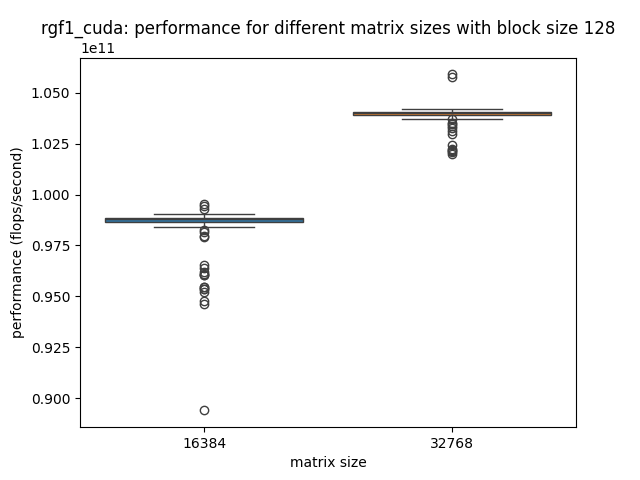 rgf1_cuda: performance for different matrix sizes with block size 128
1e11
1.050
1.025
1.000
0.975
0.950
0.925
0.900
performance (flops/second)
16384 32768
matrix size